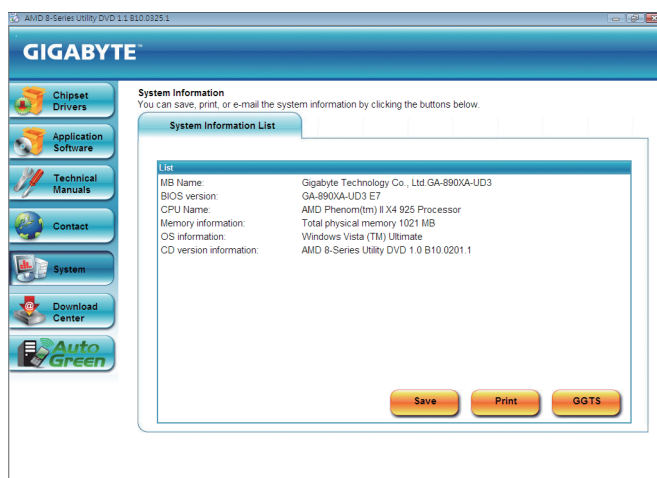 AMD 8-Series Utility DVD 1.1 B10.0325.1
GIGABYTE™
Chipset
Drivers
Application
Software
Technical
Manuals
Contact
System
Download
Center
Auto
Green
System Information
You can save, print, or e-mail the system information by clicking the buttons below.
System Information List
List
MB Name: Gigabyte Technology Co., Ltd.GA-890XA-UD3
BIOS version: GA-890XA-UD3 E7
CPU Name: AMD Phenom(tm) II X4 925 Processor
Memory information: Total physical memory 1021 MB
OS information: Windows Vista (TM) Ultimate
CD version information: AMD 8-Series Utility DVD 1.0 B10.0201.1
Save Print GGTS